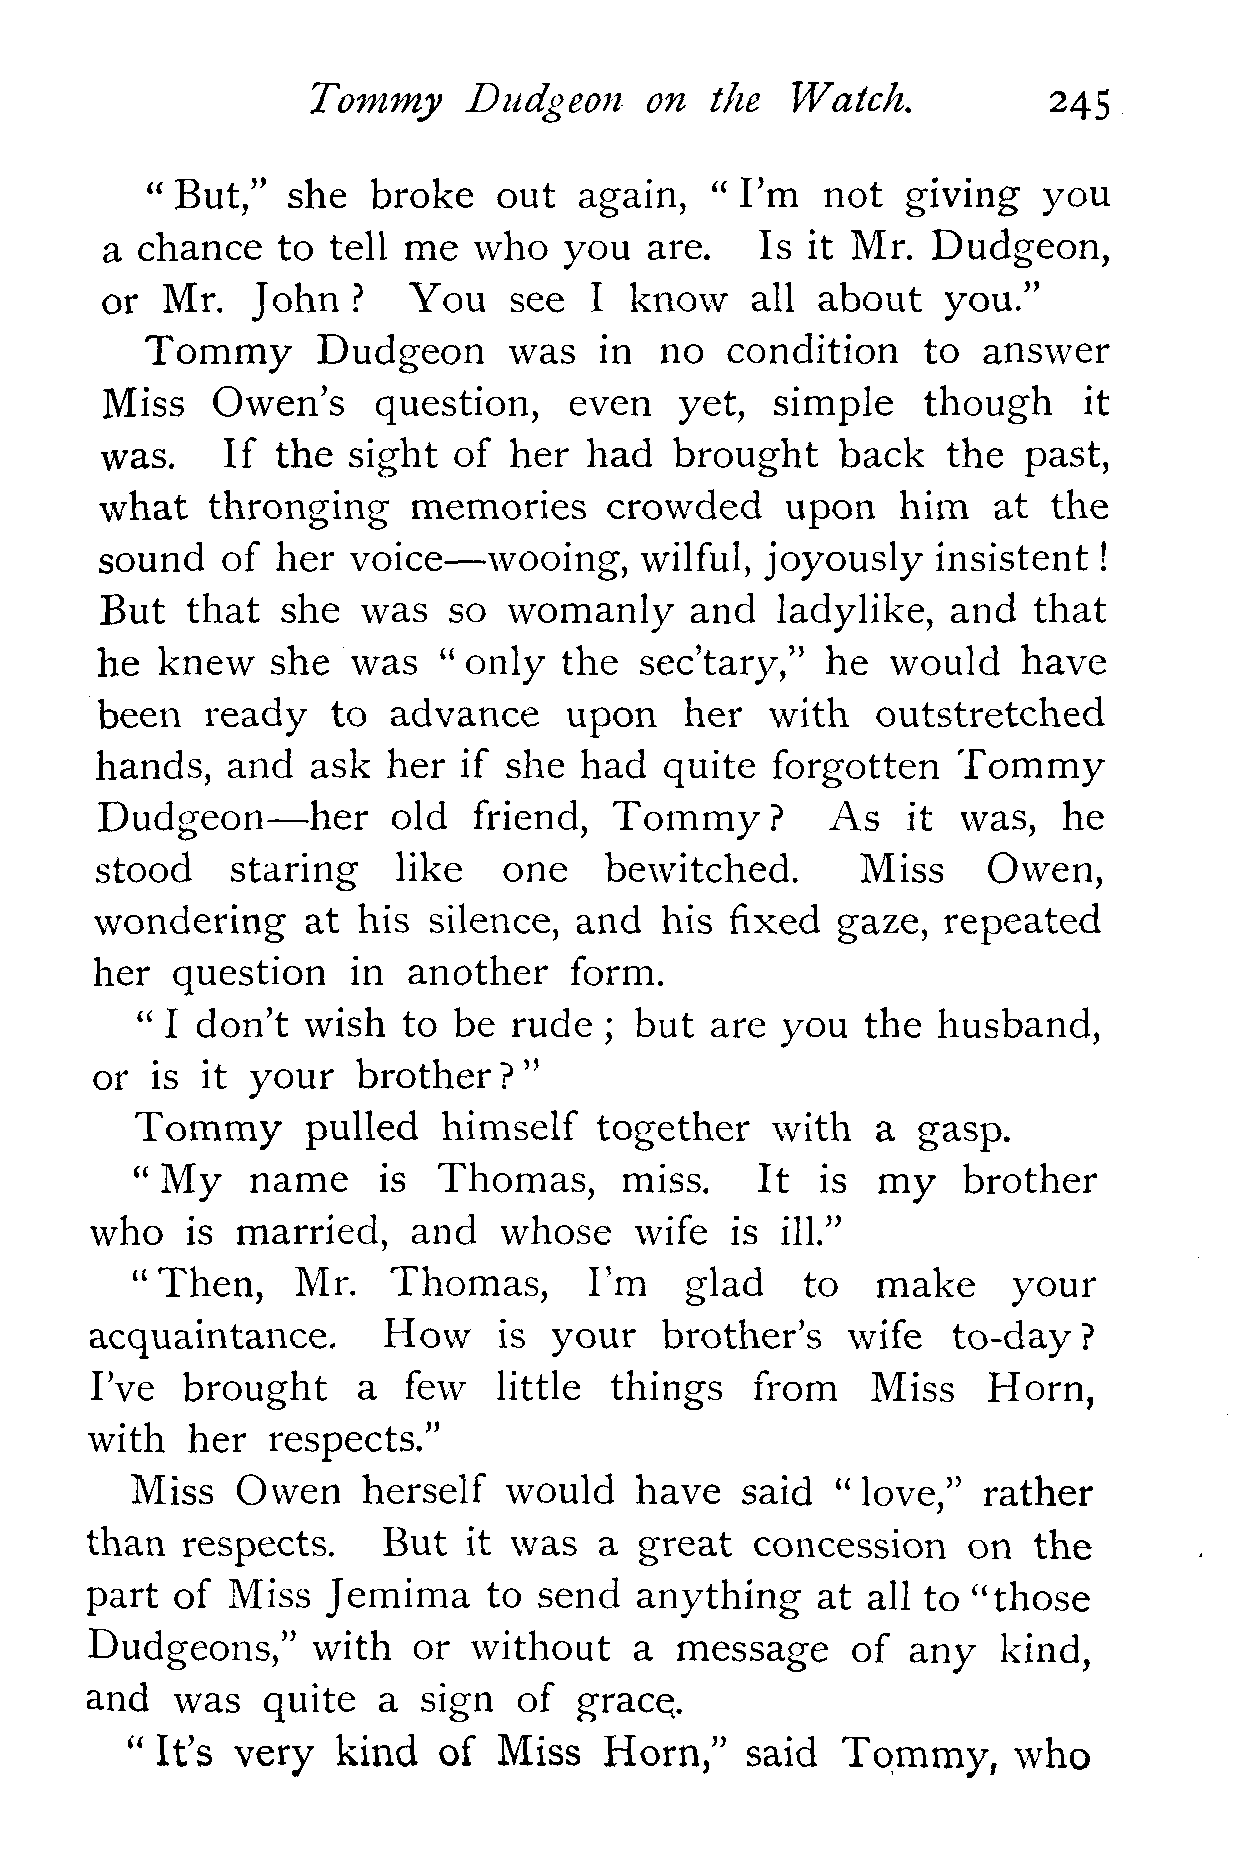 Tommy Dudgeon on the Watch. 245
" But," she broke out again, " I'm not giving you
a chance to tell me who you are. Is it Mr. Dudgeon,
or Mr. John ? You see I know all about you."
Tommy Dudgeon was in no condition to answer
Miss Owen's question, even yet, simple though it
was. If the sight of her had brought back the past,
what thronging memories crowded upon him at the
sound of her voice—wooing, wilful, joyously insistent !
But that she was so womanly and ladylike, and that
he knew she was " only the sec'tary," he would have
been ready to advance upon her with outstretched
hands, and ask her if she had quite forgotten Tommy
Dudgeon—her old friend, Tommy ? As it was, he
stood staring like one bewitched. Miss Owen,
wondering at his silence, and his fixed gaze, repeated
her question in another form.
" I don't wish to be rude ; but are you the husband,
or is it your brother ? "
Tommy pulled himself together with a gasp.
" My name is Thomas, miss. It is my brother
who is married, and whose wife is ill."
" Then, Mr. Thomas, I'm glad to make your
acquaintance. How is your brother's wife to-day ?
I've brought a few little things from Miss Horn,
with her respects."
Miss Owen herself would have said " love," rather
than respects. But it was a great concession on the
part of Miss Jemima to send anything at all to "those
Dudgeons," with or without a message of any kind,
and was quite a sign of grace.
" It's very kind of Miss Horn," said Tommy, who